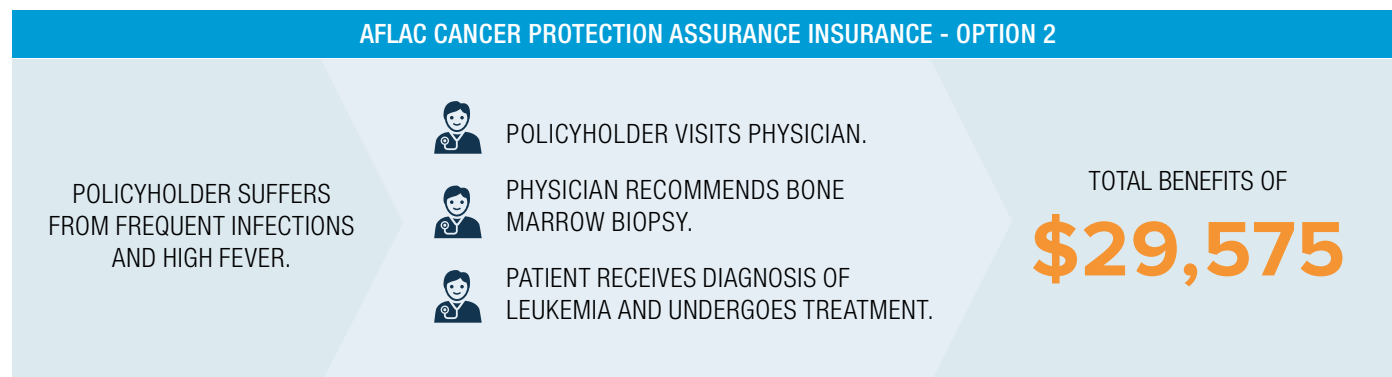 AFLAC CANCER PROTECTION ASSURANCE INSURANCE - OPTION 2
POLICYHOLDER SUFFERS
FROM FREQUENT INFECTIONS
AND HIGH FEVER.
POLICYHOLDER VISITS PHYSICIAN.
PHYSICIAN RECOMMENDS BONE
MARROW BIOPSY.
PATIENT RECEIVES DIAGNOSIS OF
LEUKEMIA AND UNDERGOES TREATMENT.
TOTAL BENEFITS OF
$29,575